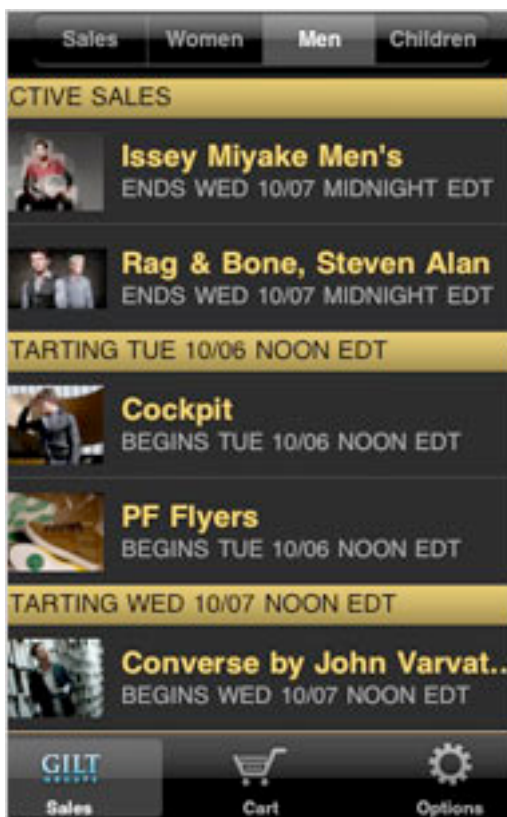 Sales Women Men Children
CTIVE SALES
Issey Miyake Men's
ENDS WED 10/07 MIDNIGHT EDT
Rag & Bone, Steven Alan
ENDS WED 10/07 MIDNIGHT EDT
TARTING TUE 10/06 NOON EDT
Cockpit
BEGINS TUE 10/06 NOON EDT
PF Flyers
BEGINS TUE 10/06 NOON EDT
TARTING WED 10/07 NOON EDT
Converse by John Varvat..
BEGINS WED 10/07 NOON EDT
GILT
GROUPE
Sales Cart Options